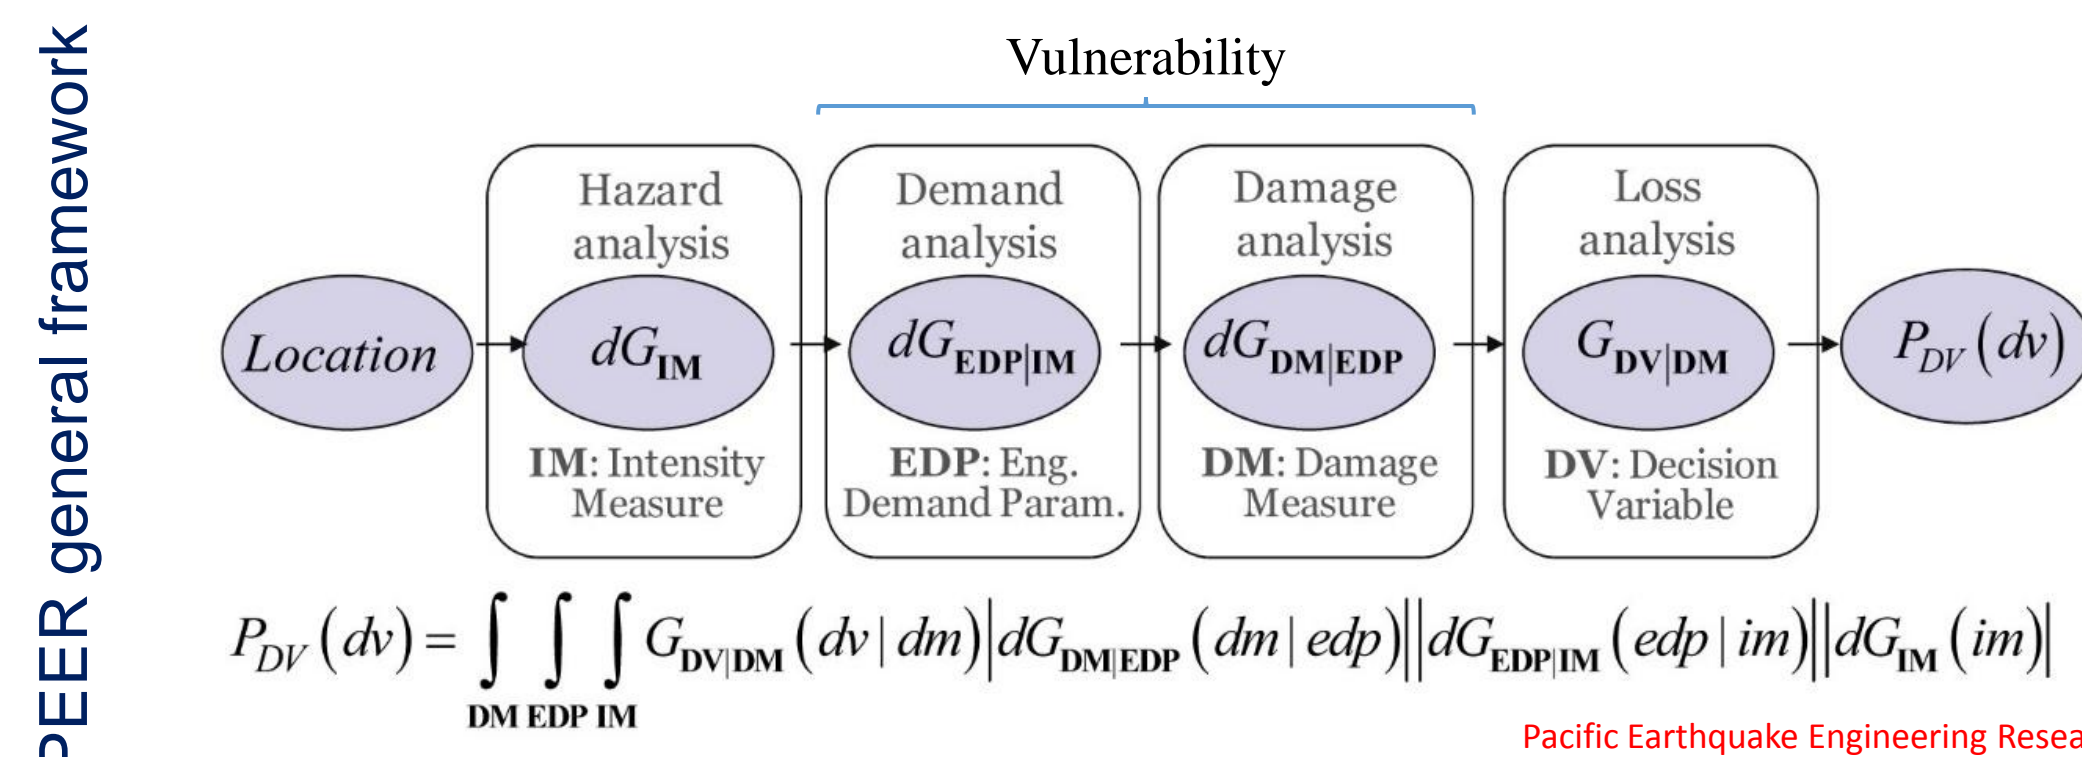 PEER general framework
Vulnerability
Hazard
analysis
Demand
analysis
Damage
analysis
Loss
analysis
Location
dG_IM
dG_EDP|IM
dG_DM|EDP
G_DV|DM
P_DV (dv)
IM: Intensity
Measure
EDP: Eng.
Demand Param.
DM: Damage
Measure
DV: Decision
Variable
P_DV (dv) = ∫ ∫ ∫ G_DV|DM (dv | dm) |dG_DM|EDP (dm | edp)| |dG_EDP|IM (edp | im)| |dG_IM (im)|
DM EDP IM
Pacific Earthquake Engineering